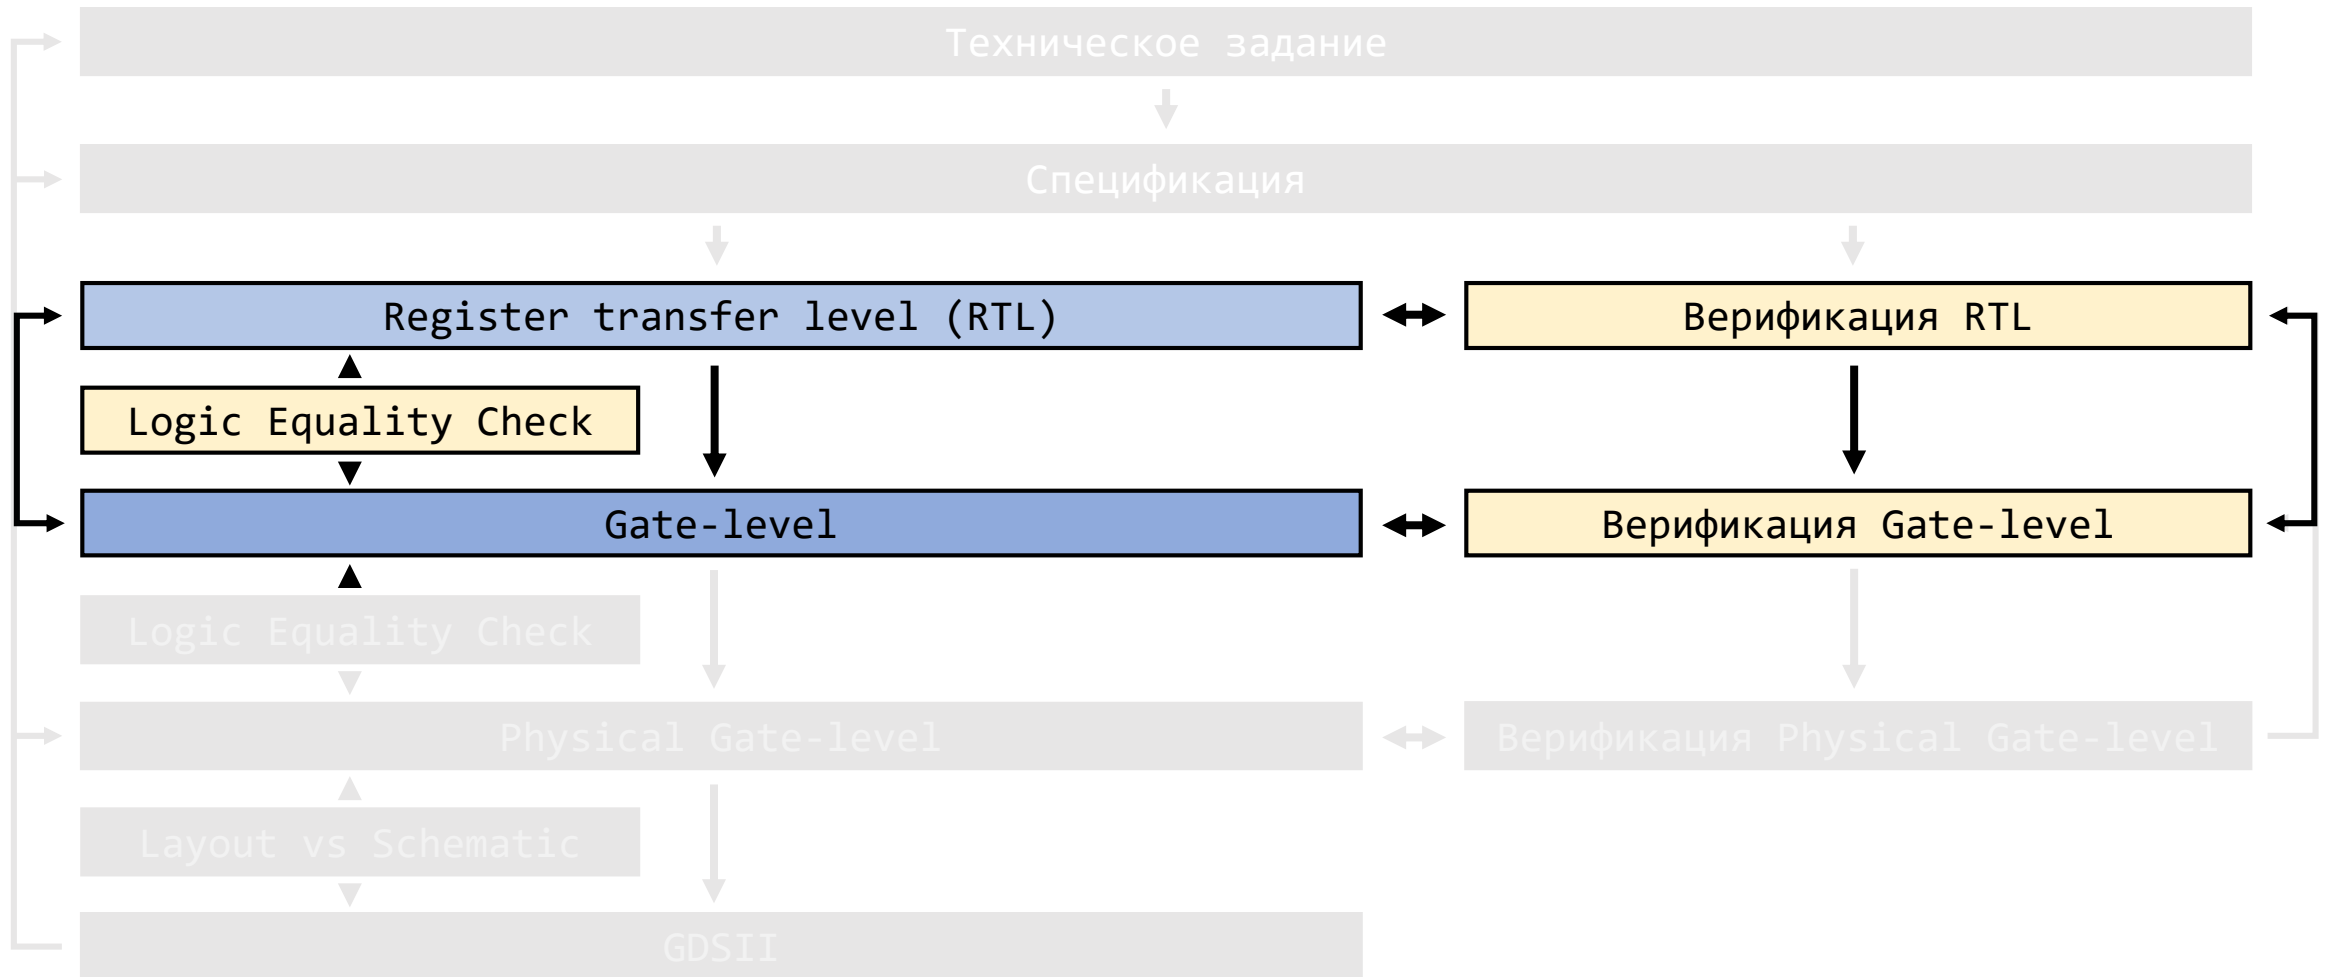 Техническое задание
Спецификация
Register transfer level (RTL)
Верификация RTL
Logic Equality Check
Gate-level
Верификация Gate-level
Logic Equality Check
Physical Gate-level
Верификация Physical Gate-level
Layout vs Schematic
GDSII